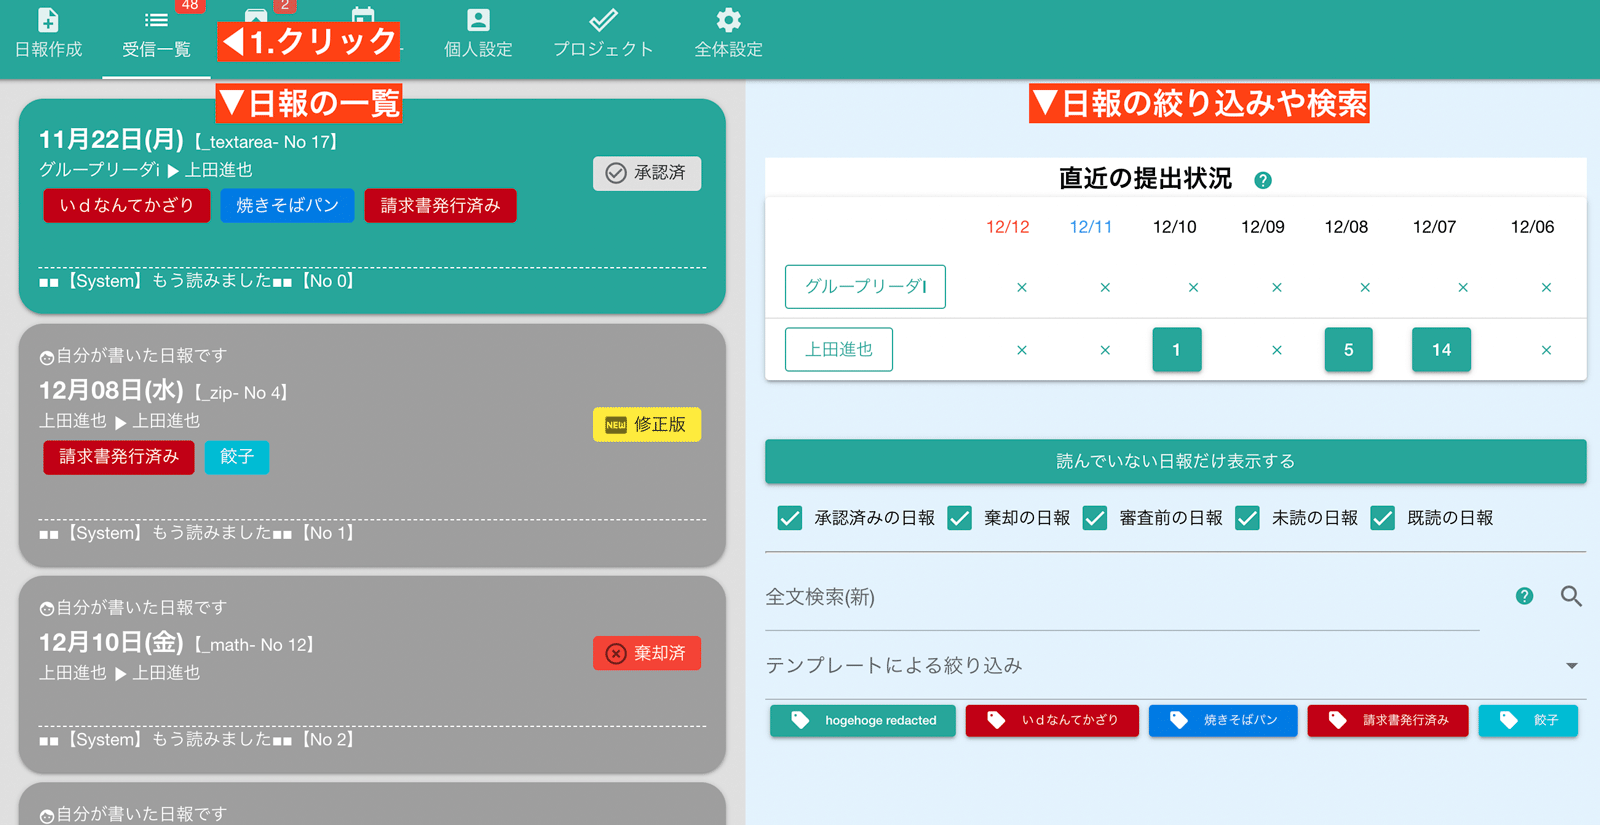 48
2
日報作成
受信一覧
◀1.クリック
個人設定
プロジェクト
全体設定
▼日報の一覧
11月22日(月)【_textarea- No 17】
グループリーダi ▶ 上田進也
承認済
いｄなんてかざり 焼きそばパン 請求書発行済み
■■【System】もう読みました■■【No 0】
自分が書いた日報です
12月08日(水)【_zip- No 4】
上田進也 ▶ 上田進也
NEW 修正版
請求書発行済み 餃子
■■【System】もう読みました■■【No 1】
自分が書いた日報です
12月10日(金)【_math- No 12】
上田進也 ▶ 上田進也
棄却済
■■【System】もう読みました■■【No 2】
自分が書いた日報です
▼日報の絞り込みや検索
直近の提出状況 ?
12/12 12/11 12/10 12/09 12/08 12/07 12/06
グループリーダI × × × × × × ×
上田進也 × × 1 × 5 14 ×
読んでいない日報だけ表示する
承認済みの日報 棄却の日報 審査前の日報 未読の日報 既読の日報
全文検索(新) ?
テンプレートによる絞り込み
hogehoge redacted いｄなんてかざり 焼きそばパン 請求書発行済み 餃子